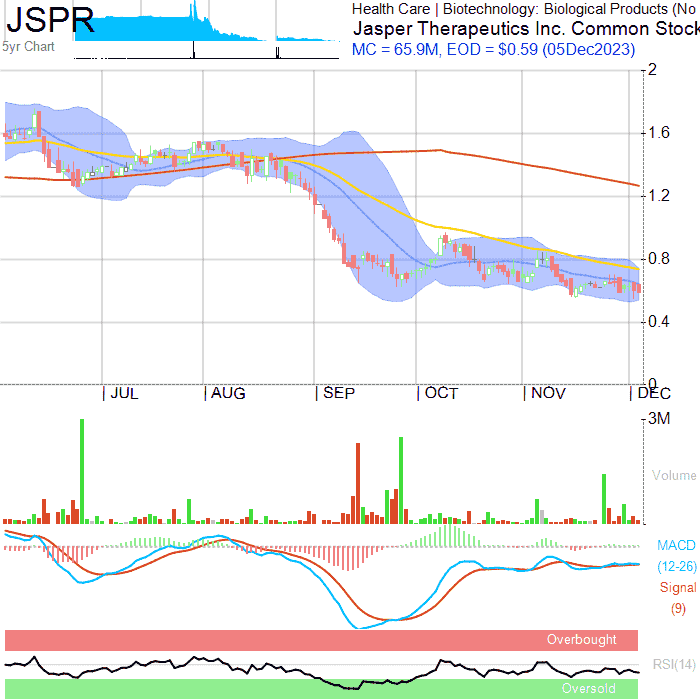 JSPR
5yr Chart
Health Care | Biotechnology: Biological Products (No
Jasper Therapeutics Inc. Common Stock
MC = 65.9M, EOD = $0.59 (05Dec2023)
2
1.6
1.2
0.8
0.4
0
JUL AUG SEP OCT NOV DEC
3M
Volume
MACD
(12-26)
Signal
(9)
Overbought
RSI(14)
Oversold